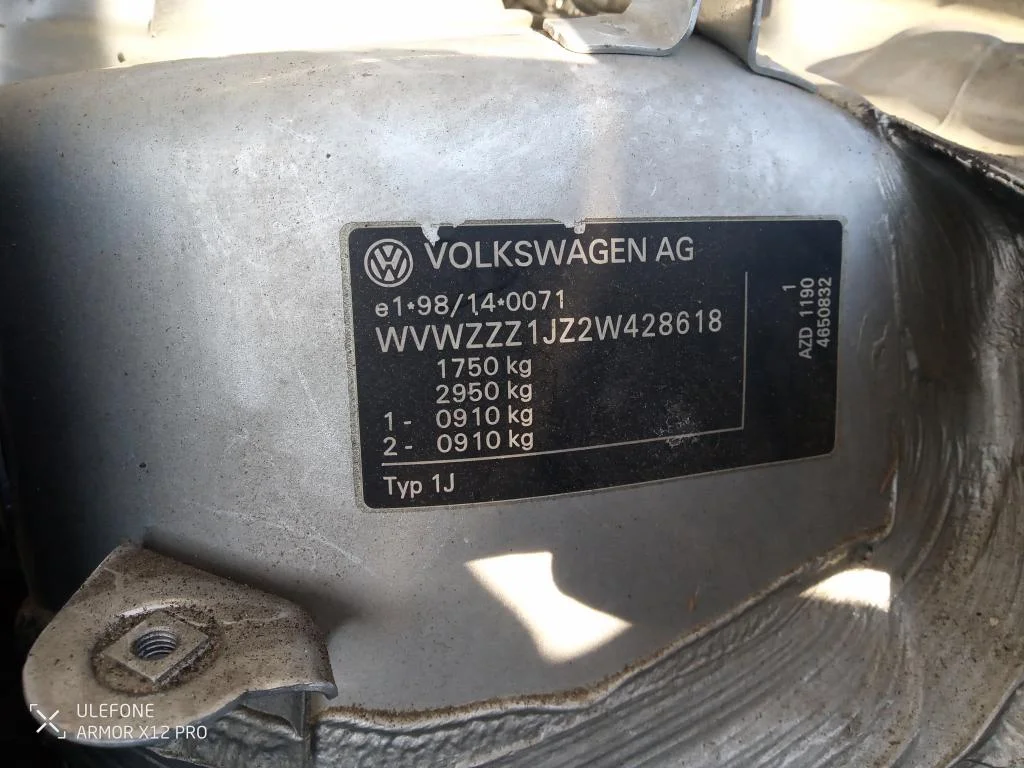 VOLKSWAGEN AG
e1*98/14*0071
WVWZZZ1JZ2W428618
1750 kg
2950 kg
1- 0910 kg
2- 0910 kg
Typ 1J
1
AZD 1190
4650832
ULEFONE
ARMOR X12 PRO